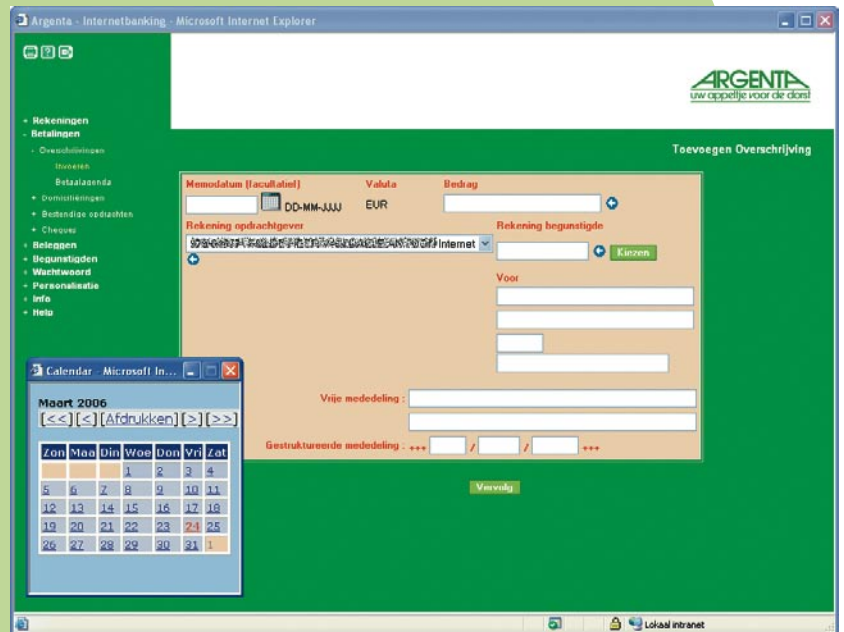 Argenta - Internetbanking - Microsoft Internet Explorer
ARGENTA
uw appeltje voor de dorst
+ Rekeningen
- Betalingen
- Overschrijvingen
Invoeren
Betaalagenda
+ Domiciliëringen
+ Bestendige opdrachten
+ Cheques
+ Beleggen
+ Begunstigden
+ Wachtwoord
+ Personalisatie
+ Info
+ Help
Toevoegen Overschrijving
Memodatum (facultatief) Valuta Bedrag
DD-MM-JJJJ EUR
Rekening opdrachtgever Rekening begunstigde
Internet Kiezen
Voor
Vrije mededeling :
Gestruktureerde mededeling : +++ / / +++
Vervolg
Calendar - Microsoft In...
Maart 2006
[<<][<][Afdrukken][>][>>]
Zon Maa Din Woe Don Vri Zat
1 2 3 4
5 6 7 8 9 10 11
12 13 14 15 16 17 18
19 20 21 22 23 24 25
26 27 28 29 30 31 1
Lokaal intranet